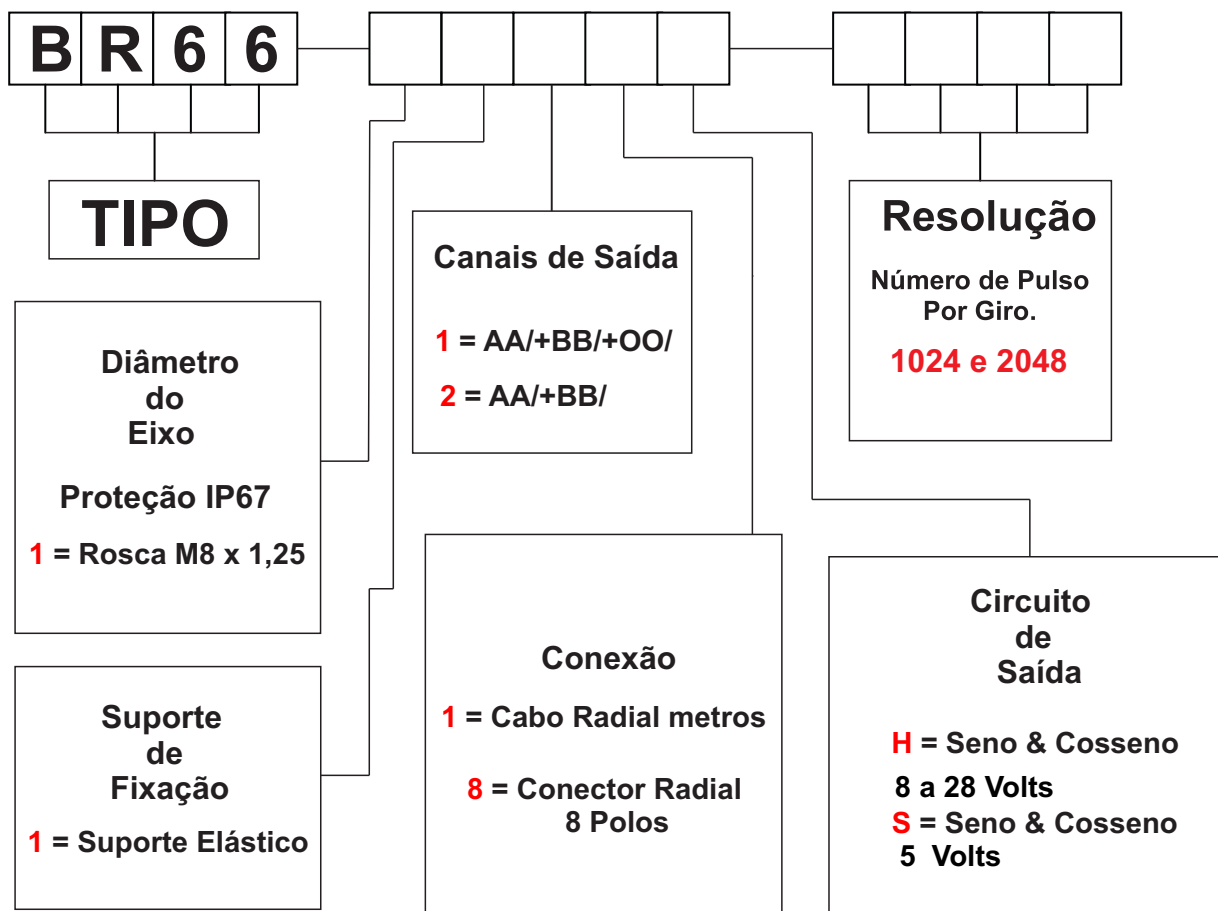 BR66
TIPO
Diâmetro
do
Eixo
Proteção IP67
1 = Rosca M8 x 1,25
Suporte
de
Fixação
1 = Suporte Elástico
Canais de Saída
1 = AA/+BB/+OO/
2 = AA/+BB/
Conexão
1 = Cabo Radial metros
8 = Conector Radial
8 Polos
Resolução
Número de Pulso
Por Giro.
1024 e 2048
Circuito
de
Saída
H = Seno & Cosseno
8 a 28 Volts
S = Seno & Cosseno
5 Volts